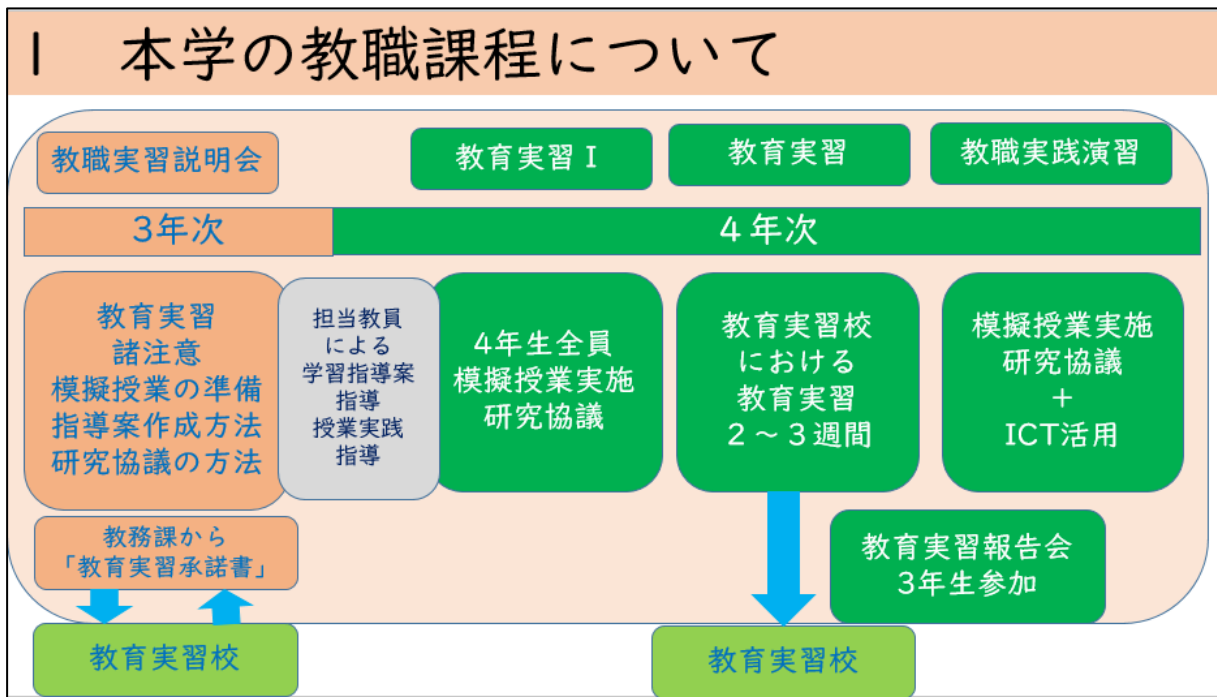 Ⅰ 本学の教職課程について
教職実習説明会
教育実習Ⅰ
教育実習
教職実践演習
3年次
4年次
教育実習
諸注意
模擬授業の準備
指導案作成方法
研究協議の方法
担当教員
による
学習指導案
指導
授業実践
指導
4年生全員
模擬授業実施
研究協議
教育実習校
における
教育実習
2～3週間
模擬授業実施
研究協議
+
ICT活用
教務課から
「教育実習承諾書」
教育実習報告会
3年生参加
教育実習校
教育実習校